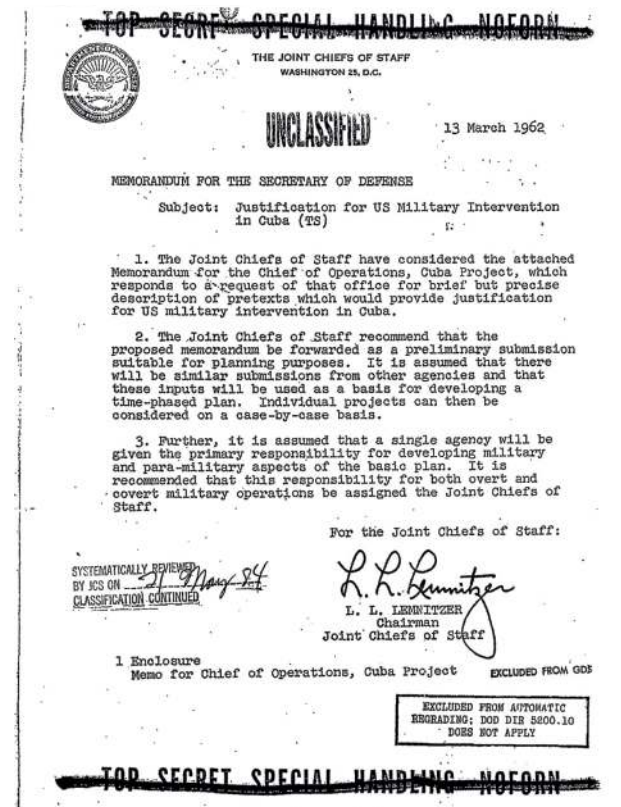 TOP SECRET SPECIAL HANDLING NOFORN
THE JOINT CHIEFS OF STAFF
WASHINGTON 25, D.C.
UNCLASSIFIED
13 March 1962
MEMORANDUM FOR THE SECRETARY OF DEFENSE
Subject: Justification for US Military Intervention
in Cuba (TS)
1. The Joint Chiefs of Staff have considered the attached
Memorandum for the Chief of Operations, Cuba Project, which
responds to a request of that office for brief but precise
description of pretexts which would provide justification
for US military intervention in Cuba.
2. The Joint Chiefs of Staff recommend that the
proposed memorandum be forwarded as a preliminary submission
suitable for planning purposes. It is assumed that there
will be similar submissions from other agencies and that
these inputs will be used as a basis for developing a
time-phased plan. Individual projects can then be
considered on a case-by-case basis.
3. Further, it is assumed that a single agency will be
given the primary responsibility for developing military
and para-military aspects of the basic plan. It is
recommended that this responsibility for both overt and
covert military operations be assigned the Joint Chiefs of
Staff.
For the Joint Chiefs of Staff:
SYSTEMATICALLY REVIEWED
BY JCS ON 21 May 84
CLASSIFICATION CONTINUED
L. L. Lemnitzer
L. L. LEMNITZER
Chairman
Joint Chiefs of Staff
1 Enclosure
Memo for Chief of Operations, Cuba Project
EXCLUDED FROM GDS
EXCLUDED FROM AUTOMATIC
REGRADING; DOD DIR 5200.10
DOES NOT APPLY
TOP SECRET SPECIAL HANDLING NOFORN